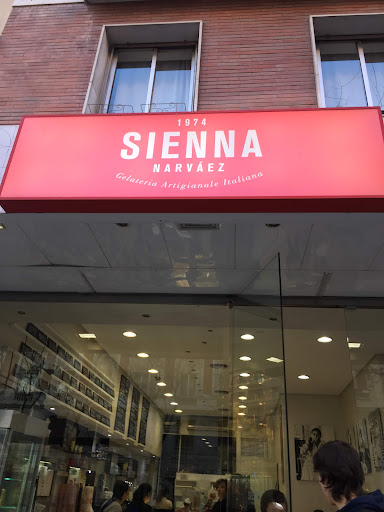 1974
SIENNA
NARVÁEZ
Gelateria Artigianale Italiana